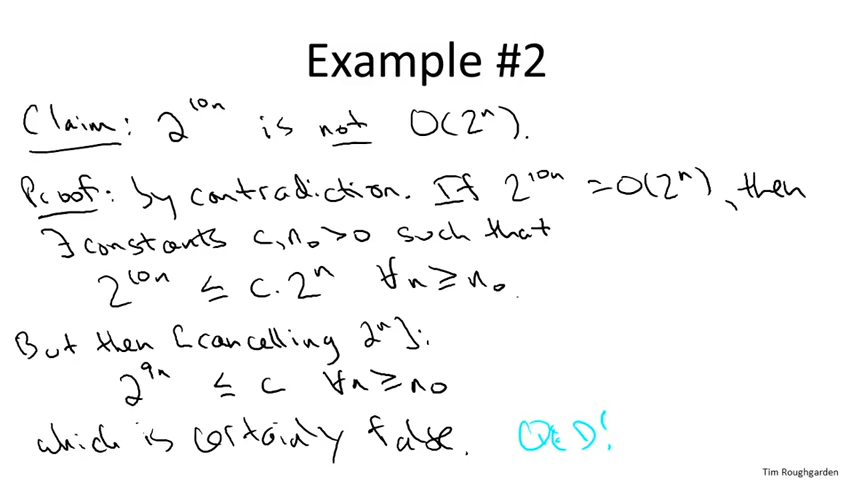 Example #2
Claim: 2^{10n} is not O(2^n).
Proof: by contradiction. If 2^{10n} = O(2^n), then
∃ constants c, n₀ > 0 such that
2^{10n} ≤ c·2^n ∀n ≥ n₀.
But then [cancelling 2^n]:
2^{9n} ≤ c ∀n ≥ n₀
which is certainly false. QED!
Tim Roughgarden